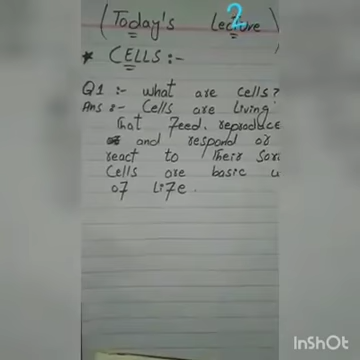 (Today's Lecture)
2
* CELLS :-
Q1 :- What are cells?
Ans :- Cells are Living
That Feed, reproduce
and respond or
react to Their
Cells are basic
of Life.
InShOt